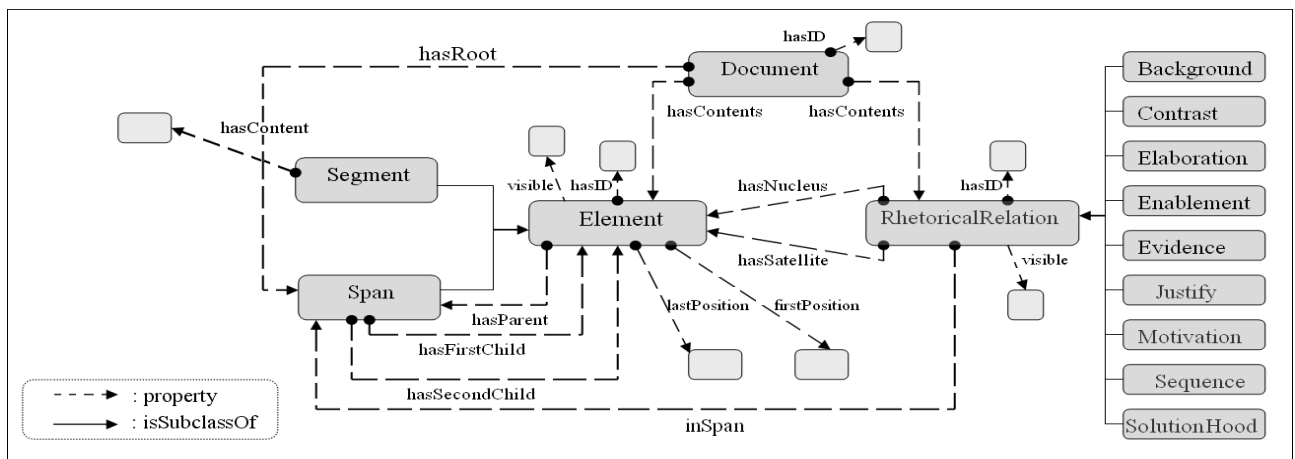 hasID
hasRoot
Document
Background
hasContents
hasContents
hasContent
Contrast
Segment
visible
hasID
hasNucleus
hasID
Elaboration
Element
RhetoricalRelation
Enablement
hasSatellite
visible
Evidence
Span
hasParent
lastPosition
firstPosition
Justify
hasFirstChild
Motivation
hasSecondChild
Sequence
: property
: isSubclassOf
inSpan
SolutionHood